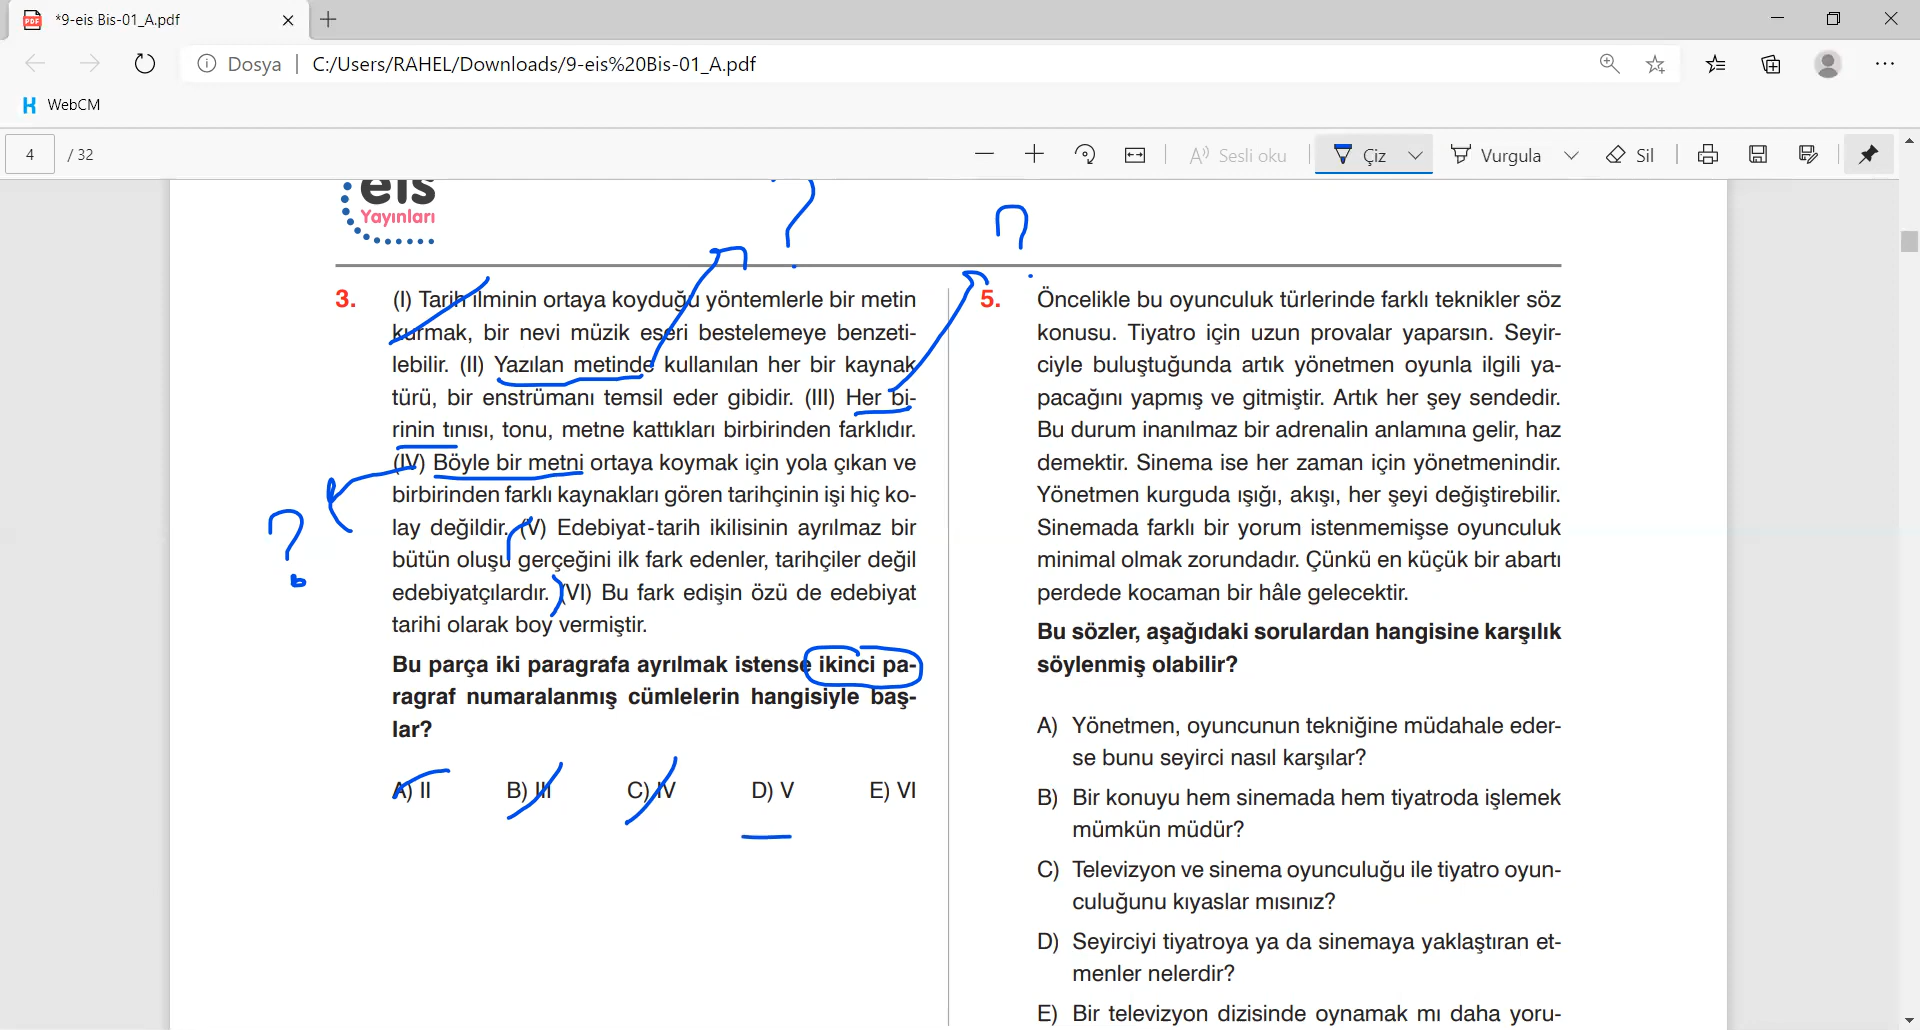 *9-eis Bis-01_A.pdf
Dosya | C:/Users/RAHEL/Downloads/9-eis%20Bis-01_A.pdf
WebCM
4 / 32
Sesli oku
Çiz
Vurgula
Sil
eis
Yayınları
?
?
3. (I) Tarih ilminin ortaya koyduğu yöntemlerle bir metin
kurmak, bir nevi müzik eseri bestelemeye benzeti-
lebilir. (II) Yazılan metinde kullanılan her bir kaynak
türü, bir enstrümanı temsil eder gibidir. (III) Her bi-
rinin tınısı, tonu, metne kattıkları birbirinden farklıdır.
(IV) Böyle bir metni ortaya koymak için yola çıkan ve
birbirinden farklı kaynakları gören tarihçinin işi hiç ko-
lay değildir. (V) Edebiyat-tarih ikilisinin ayrılmaz bir
bütün oluşu gerçeğini ilk fark edenler, tarihçiler değil
edebiyatçılardır. (VI) Bu fark edişin özü de edebiyat
tarihi olarak boy vermiştir.
?
Bu parça iki paragrafa ayrılmak istense ikinci pa-
ragraf numaralanmış cümlelerin hangisiyle baş-
lar?
A) II B) III C) IV D) V E) VI
5. Öncelikle bu oyunculuk türlerinde farklı teknikler söz
konusu. Tiyatro için uzun provalar yaparsın. Seyir-
ciyle buluştuğunda artık yönetmen oyunla ilgili ya-
pacağını yapmış ve gitmiştir. Artık her şey sendedir.
Bu durum inanılmaz bir adrenalin anlamına gelir, haz
demektir. Sinema ise her zaman için yönetmenindir.
Yönetmen kurguda ışığı, akışı, her şeyi değiştirebilir.
Sinemada farklı bir yorum istenmemişse oyunculuk
minimal olmak zorundadır. Çünkü en küçük bir abartı
perdede kocaman bir hâle gelecektir.
Bu sözler, aşağıdaki sorulardan hangisine karşılık
söylenmiş olabilir?
A) Yönetmen, oyuncunun tekniğine müdahale eder-
se bunu seyirci nasıl karşılar?
B) Bir konuyu hem sinemada hem tiyatroda işlemek
mümkün müdür?
C) Televizyon ve sinema oyunculuğu ile tiyatro oyun-
culuğunu kıyaslar mısınız?
D) Seyirciyi tiyatroya ya da sinemaya yaklaştıran et-
menler nelerdir?
E) Bir televizyon dizisinde oynamak mı daha yoru-